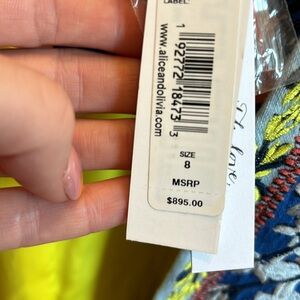 LABEL:
1 92772 18473 3
www.aliceandolivia.com
SIZE
8
MSRP
$895.00